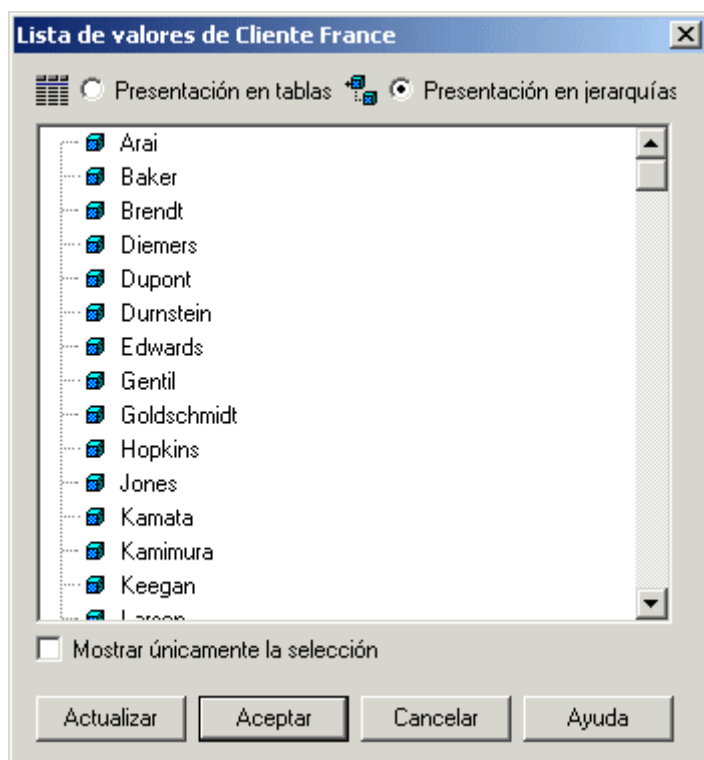 Lista de valores de Cliente France
Presentación en tablas Presentación en jerarquías
Arai
Baker
Brendt
Diemers
Dupont
Durnstein
Edwards
Gentil
Goldschmidt
Hopkins
Jones
Kamata
Kamimura
Keegan
Mostrar únicamente la selección
Actualizar Aceptar Cancelar Ayuda